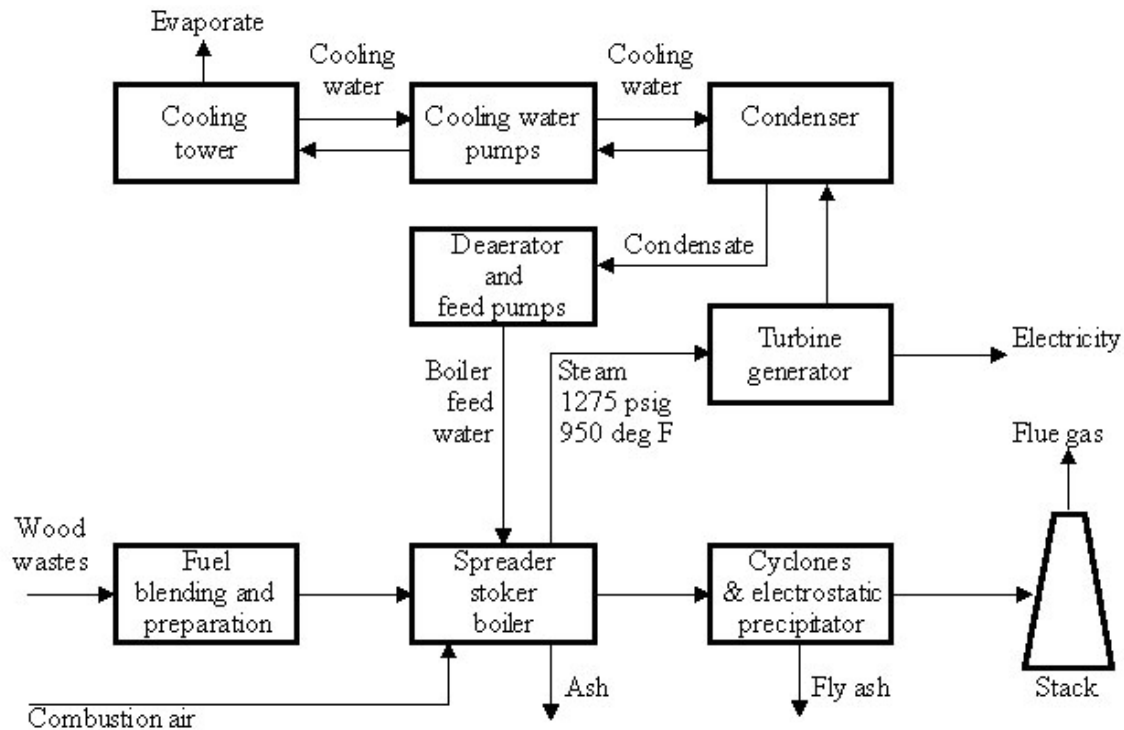 Evaporate
Cooling
water
Cooling
water
Cooling
tower
Cooling water
pumps
Condenser
Deaerator
and
feed pumps
Condensate
Turbine
generator
Electricity
Boiler
feed
water
Steam
1275 psig
950 deg F
Flue gas
Wood
wastes
Fuel
blending and
preparation
Spreader
stoker
boiler
Cyclones
& electrostatic
precipitator
Ash
Fly ash
Stack
Combustion air